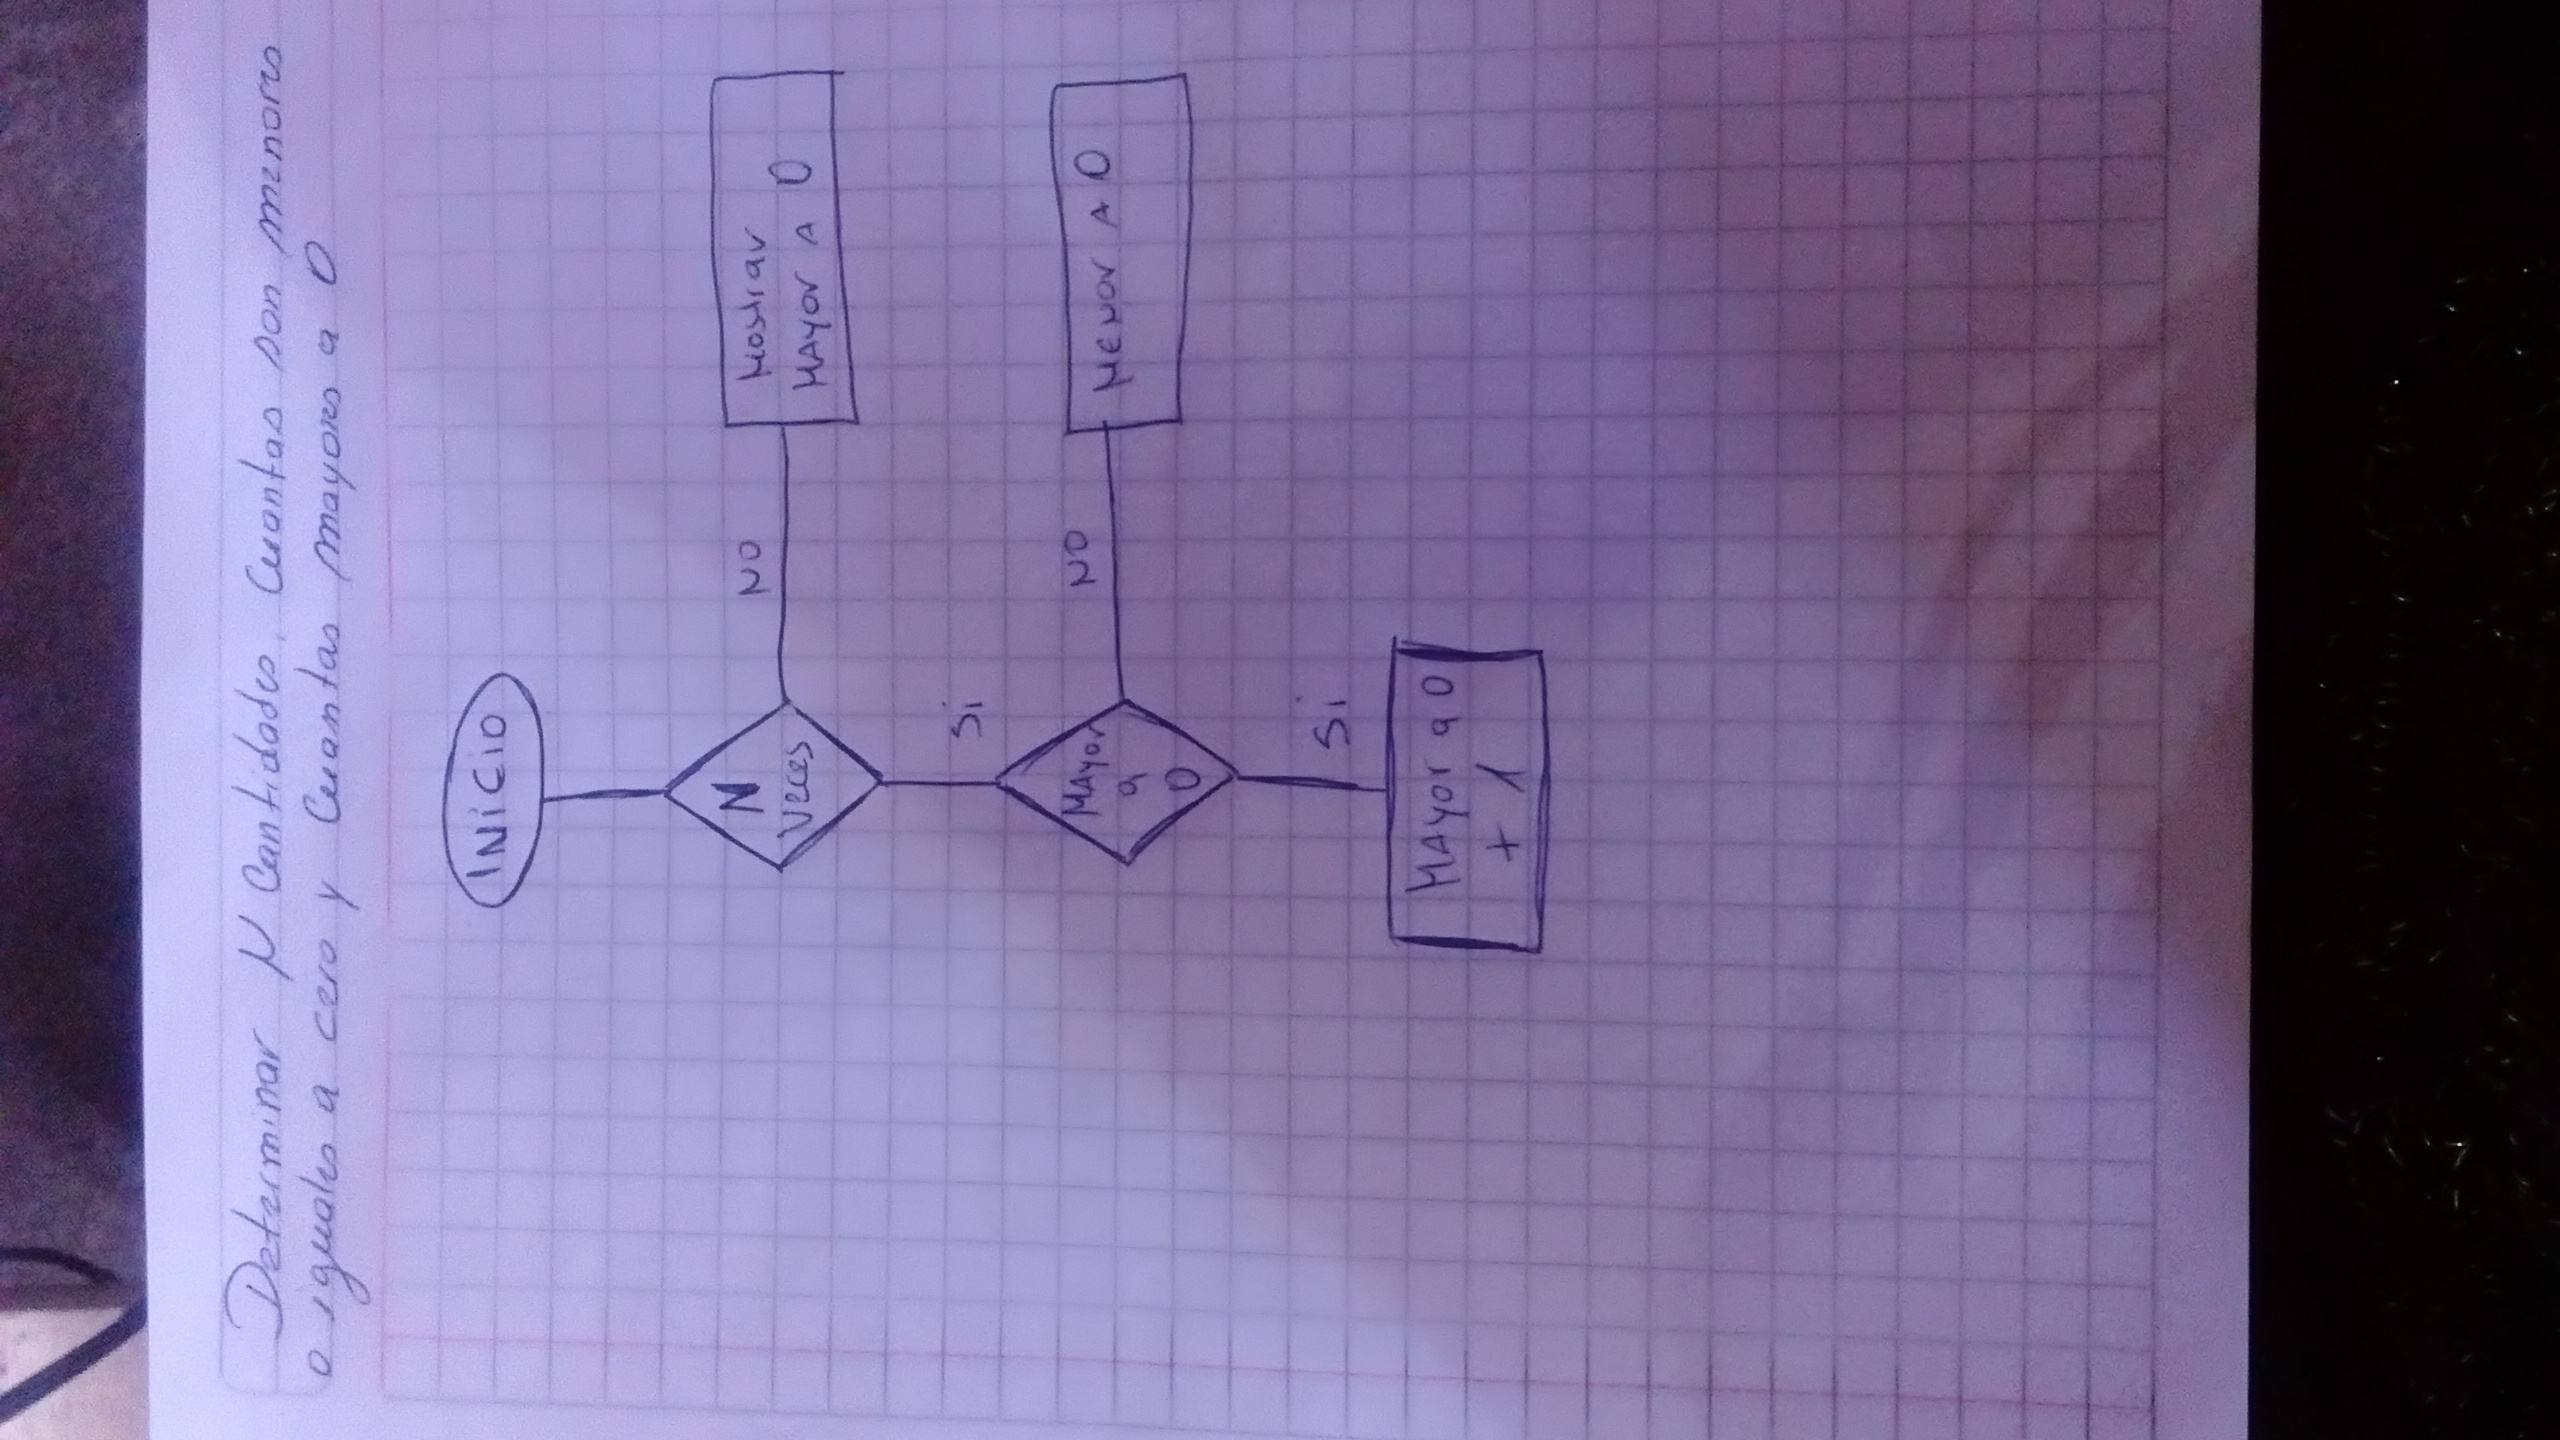 Determinar N Cantidades, Cuantas son menores
o iguales a cero y Cuantas mayores a 0
INICIO
N
Veces
NO
Mostrar
MAyor A 0
Si
MAyor
a
0
NO
MENOR A 0
Si
MAyor a 0
+ 1